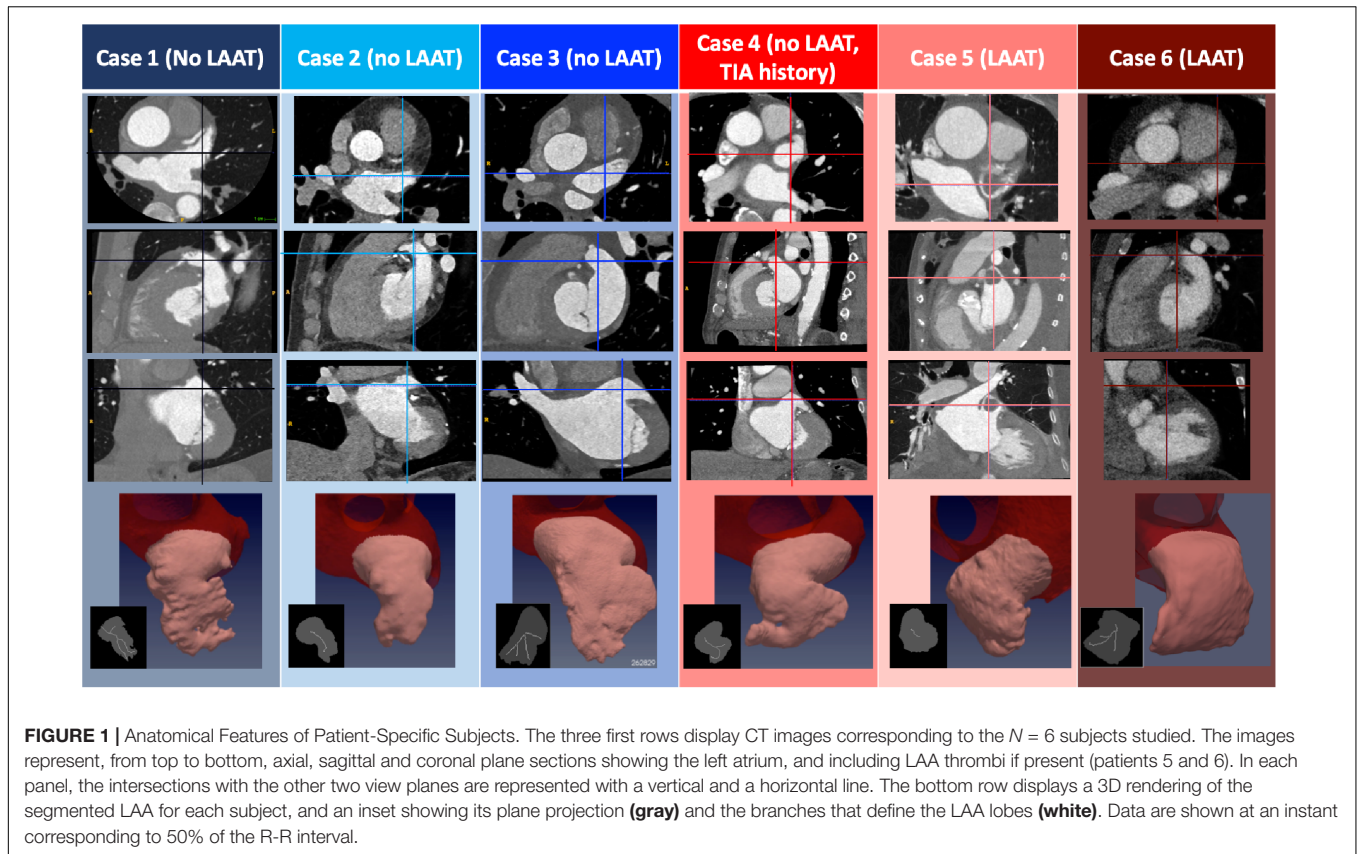 Case 1 (No LAAT)
Case 2 (no LAAT)
Case 3 (no LAAT)
Case 4 (no LAAT,
TIA history)
Case 5 (LAAT)
Case 6 (LAAT)
R
L
R
L
A
P
A
A
R
R
R
262829
FIGURE 1 | Anatomical Features of Patient-Specific Subjects. The three first rows display CT images corresponding to the N = 6 subjects studied. The images
represent, from top to bottom, axial, sagittal and coronal plane sections showing the left atrium, and including LAA thrombi if present (patients 5 and 6). In each
panel, the intersections with the other two view planes are represented with a vertical and a horizontal line. The bottom row displays a 3D rendering of the
segmented LAA for each subject, and an inset showing its plane projection (gray) and the branches that define the LAA lobes (white). Data are shown at an instant
corresponding to 50% of the R-R interval.